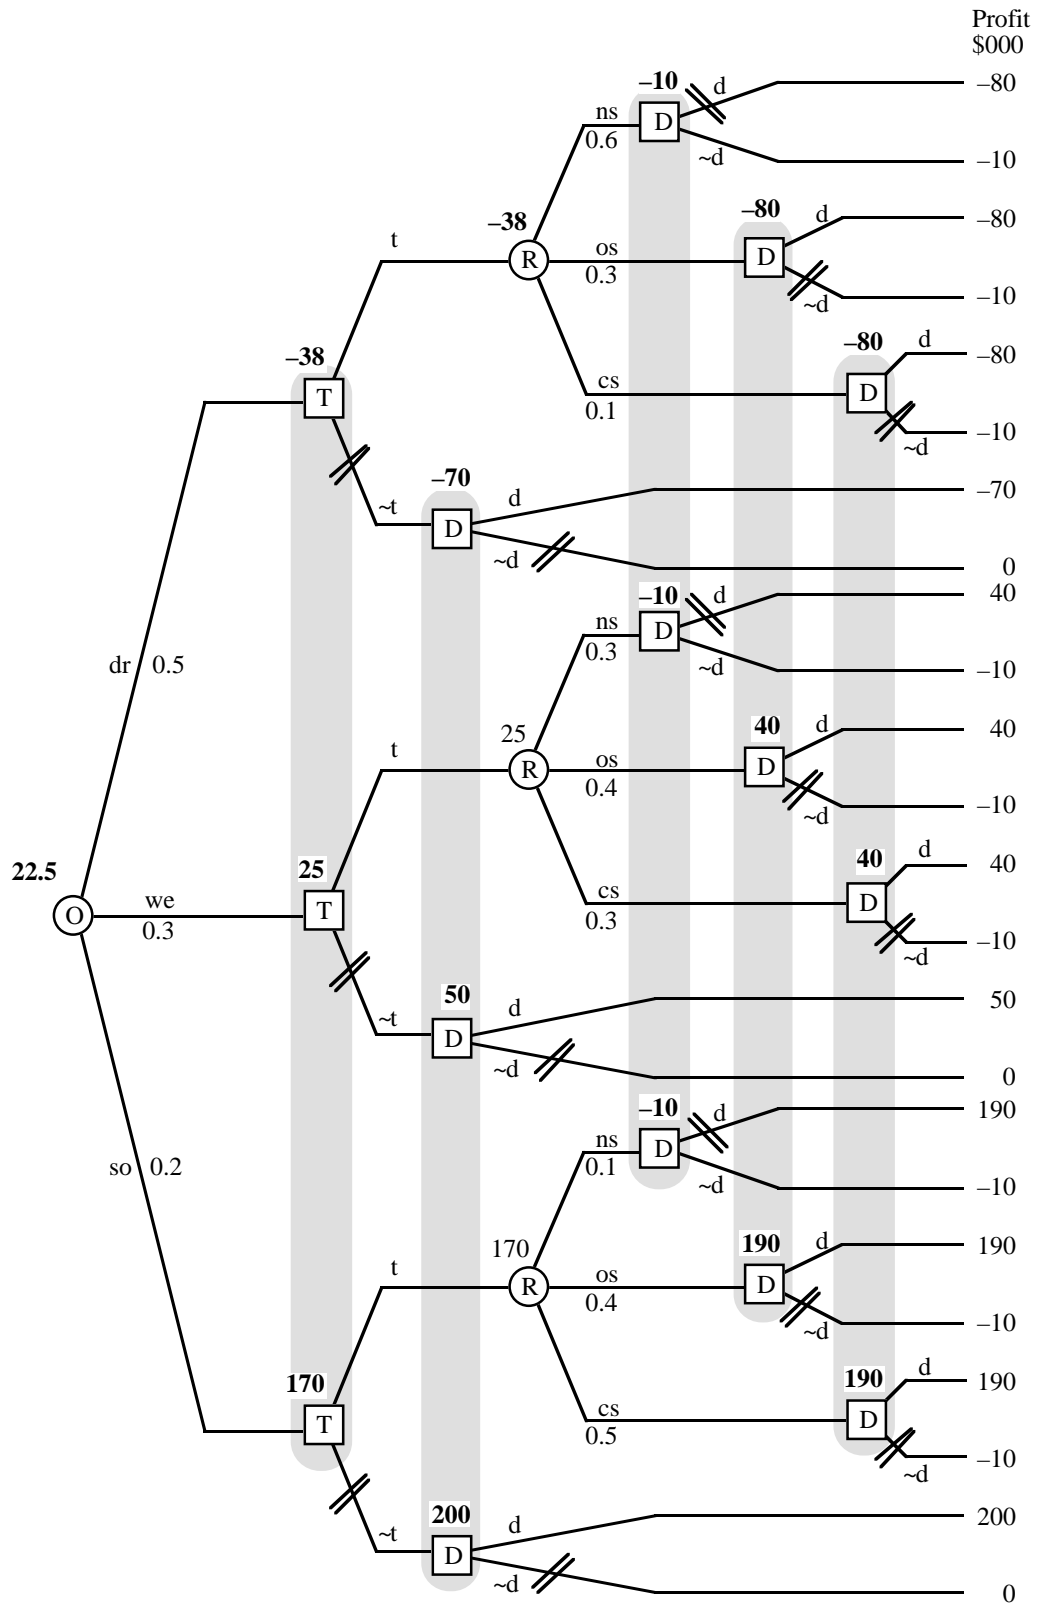 Profit
$000
–10
d
–80
ns
D
0.6
~d
–10
–80
d
–80
–38
t
os
D
R
0.3
~d
–10
–80
d
–80
–38
cs
D
T
0.1
–10
~d
–70
d
–70
~t
D
~d
0
–10
d
40
ns
D
0.3
~d
–10
dr
0.5
40
d
40
25
t
os
D
R
0.4
~d
–10
40
d
40
22.5
25
we
cs
D
O
T
0.3
0.3
–10
~d
50
d
50
~t
D
~d
0
–10
d
190
ns
D
so
0.2
0.1
~d
–10
190
d
190
170
t
os
D
R
0.4
~d
–10
170
190
d
190
cs
D
T
0.5
–10
~d
200
d
200
~t
D
~d
0